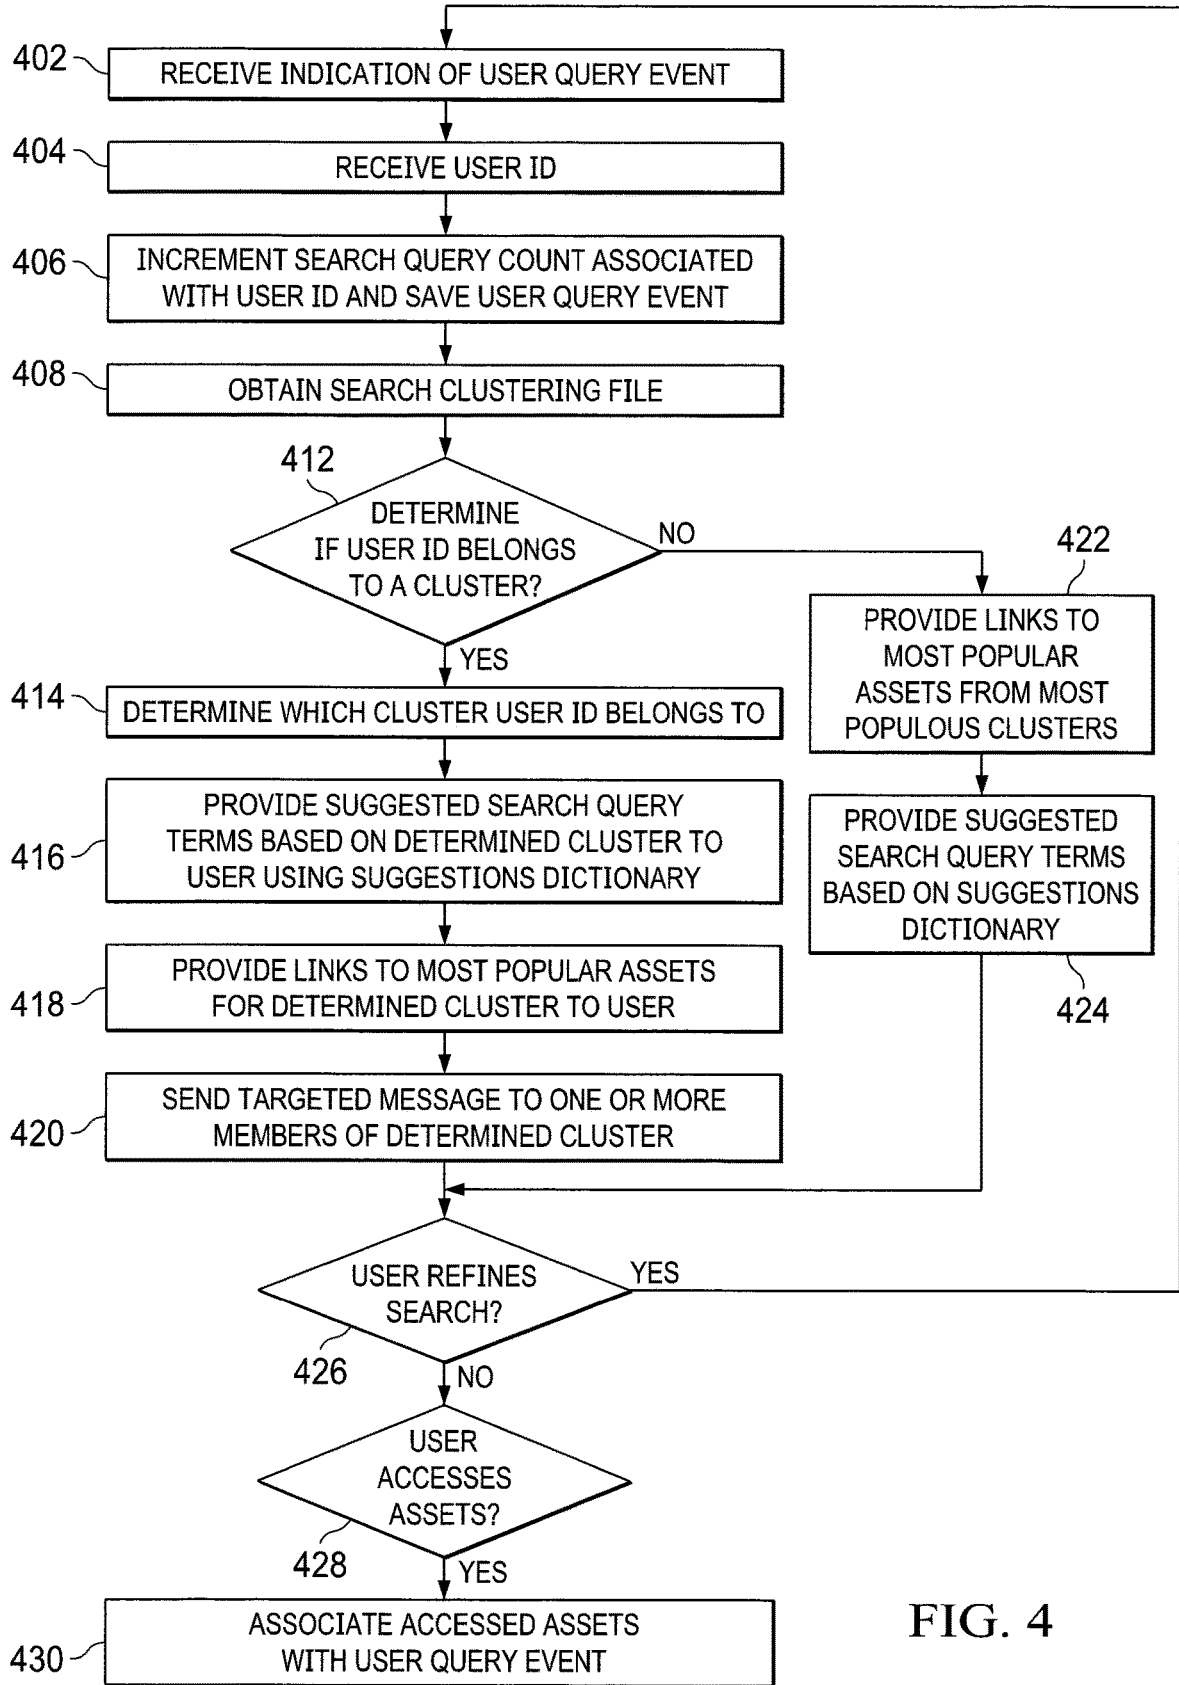 402
RECEIVE INDICATION OF USER QUERY EVENT
404
RECEIVE USER ID
406
INCREMENT SEARCH QUERY COUNT ASSOCIATED
WITH USER ID AND SAVE USER QUERY EVENT
408
OBTAIN SEARCH CLUSTERING FILE
412
DETERMINE
IF USER ID BELONGS
TO A CLUSTER?
NO
YES
422
PROVIDE LINKS TO
MOST POPULAR
ASSETS FROM MOST
POPULOUS CLUSTERS
414
DETERMINE WHICH CLUSTER USER ID BELONGS TO
416
PROVIDE SUGGESTED SEARCH QUERY
TERMS BASED ON DETERMINED CLUSTER TO
USER USING SUGGESTIONS DICTIONARY
PROVIDE SUGGESTED
SEARCH QUERY TERMS
BASED ON SUGGESTIONS
DICTIONARY
424
418
PROVIDE LINKS TO MOST POPULAR ASSETS
FOR DETERMINED CLUSTER TO USER
420
SEND TARGETED MESSAGE TO ONE OR MORE
MEMBERS OF DETERMINED CLUSTER
USER REFINES
SEARCH?
YES
426
NO
USER
ACCESSES
ASSETS?
428
YES
430
ASSOCIATE ACCESSED ASSETS
WITH USER QUERY EVENT
FIG. 4